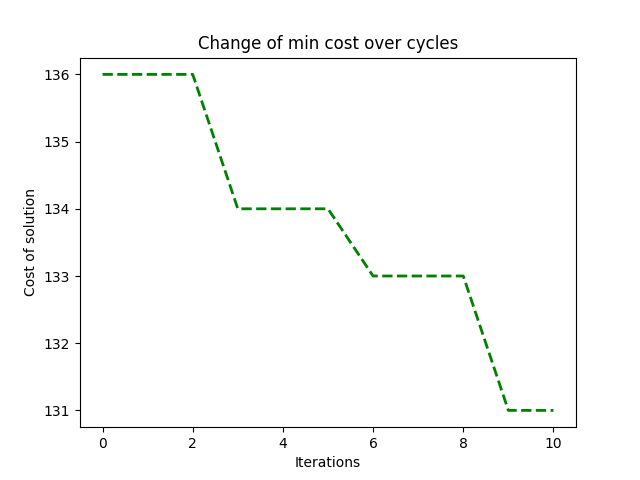 Change of min cost over cycles
136
135
134
133
132
131
Cost of solution
0 2 4 6 8 10
Iterations